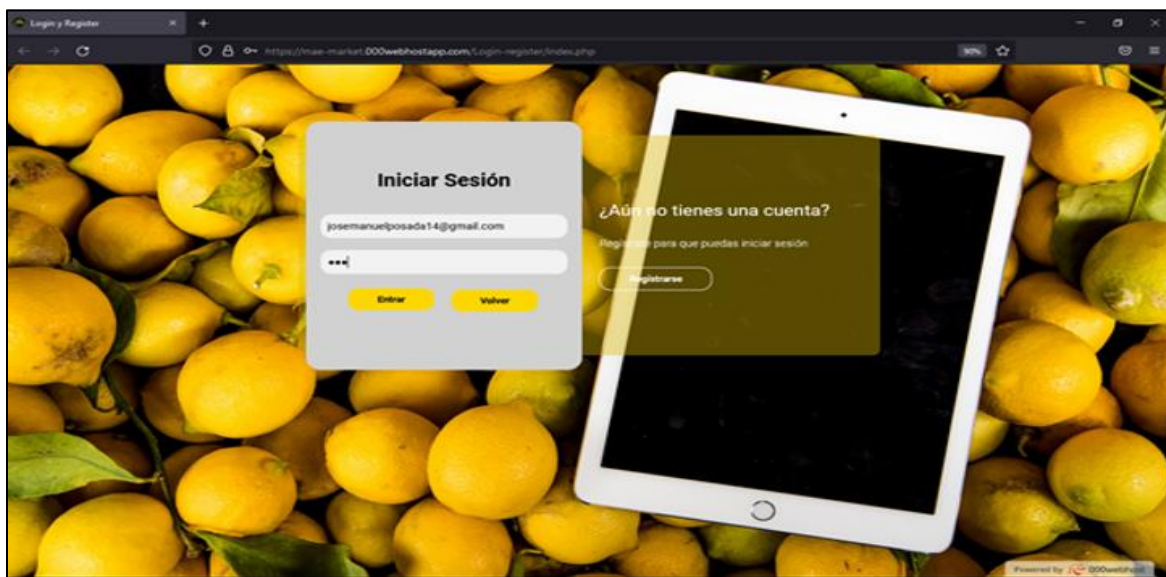 Login y Register
https://mae-market.000webhostapp.com/Login-register/index.php
90%
Iniciar Sesión
josemanuelposada14@gmail.com
Entrar
Volver
¿Aún no tienes una cuenta?
Regístrate para que puedas iniciar sesión
Registrarse
Powered by 000webhost